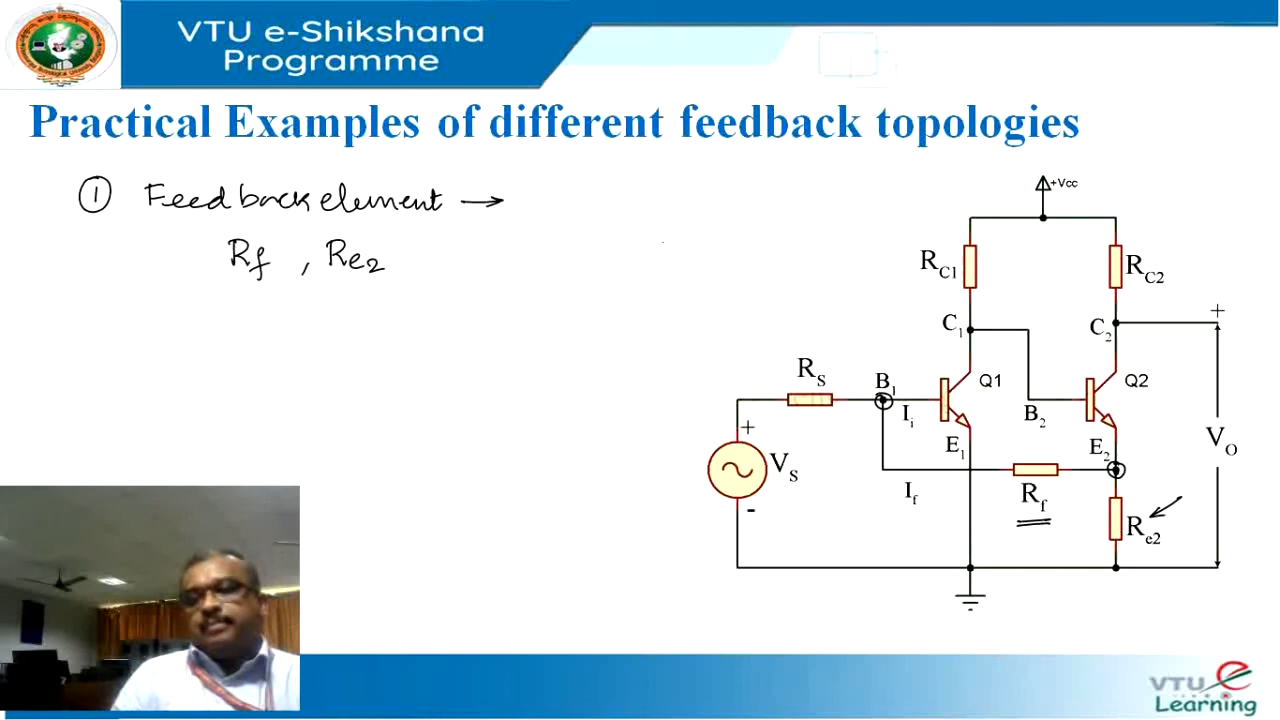 VTU e-Shikshana
Programme
Practical Examples of different feedback topologies
① Feedback element →
Rf , Re2
+Vcc
RC1
RC2
C1
C2
+
RS
B1
Q1
Q2
Ii
B2
+
E1
E2
VO
VS
If
Rf
-
Re2
VTU e
Learning